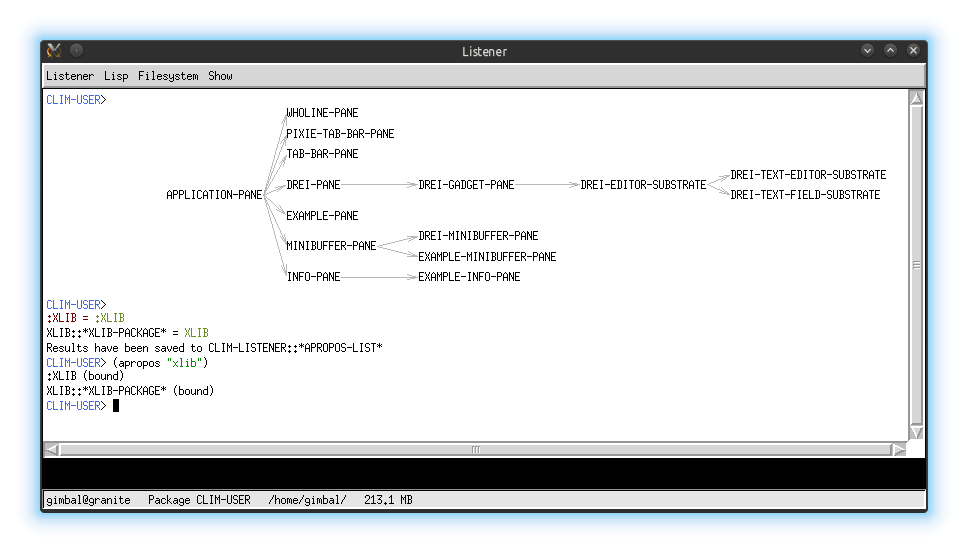 Listener
Listener Lisp Filesystem Show
CLIM-USER>
WHOLINE-PANE
PIXIE-TAB-BAR-PANE
TAB-BAR-PANE
DREI-TEXT-EDITOR-SUBSTRATE
APPLICATION-PANE DREI-PANE DREI-GADGET-PANE DREI-EDITOR-SUBSTRATE
DREI-TEXT-FIELD-SUBSTRATE
EXAMPLE-PANE
DREI-MINIBUFFER-PANE
MINIBUFFER-PANE
EXAMPLE-MINIBUFFER-PANE
INFO-PANE EXAMPLE-INFO-PANE
CLIM-USER>
:XLIB = :XLIB
XLIB::*XLIB-PACKAGE* = XLIB
Results have been saved to CLIM-LISTENER::*APROPOS-LIST*
CLIM-USER> (apropos "xlib")
:XLIB (bound)
XLIB::*XLIB-PACKAGE* (bound)
CLIM-USER>
gimbal@granite Package CLIM-USER /home/gimbal/ 213.1 MB